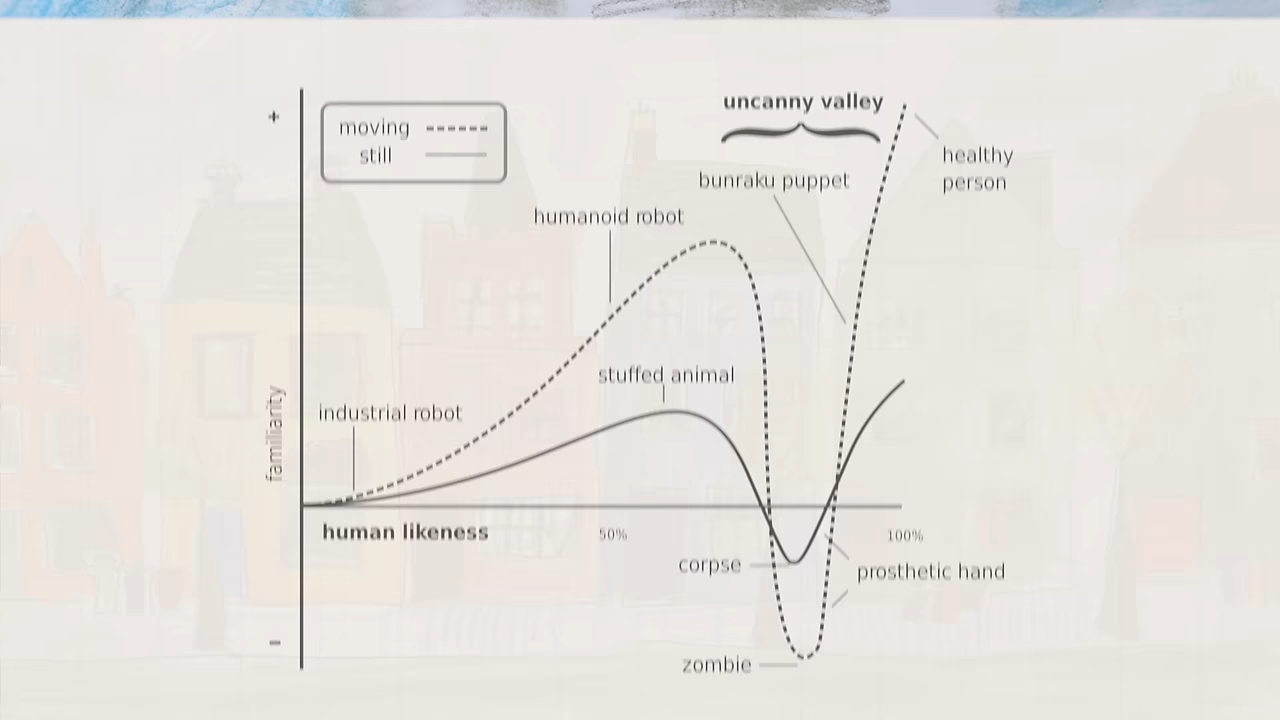 uncanny valley
+
moving
still
healthy
person
bunraku puppet
humanoid robot
stuffed animal
industrial robot
familiarity
human likeness
50%
100%
corpse
prosthetic hand
−
zombie